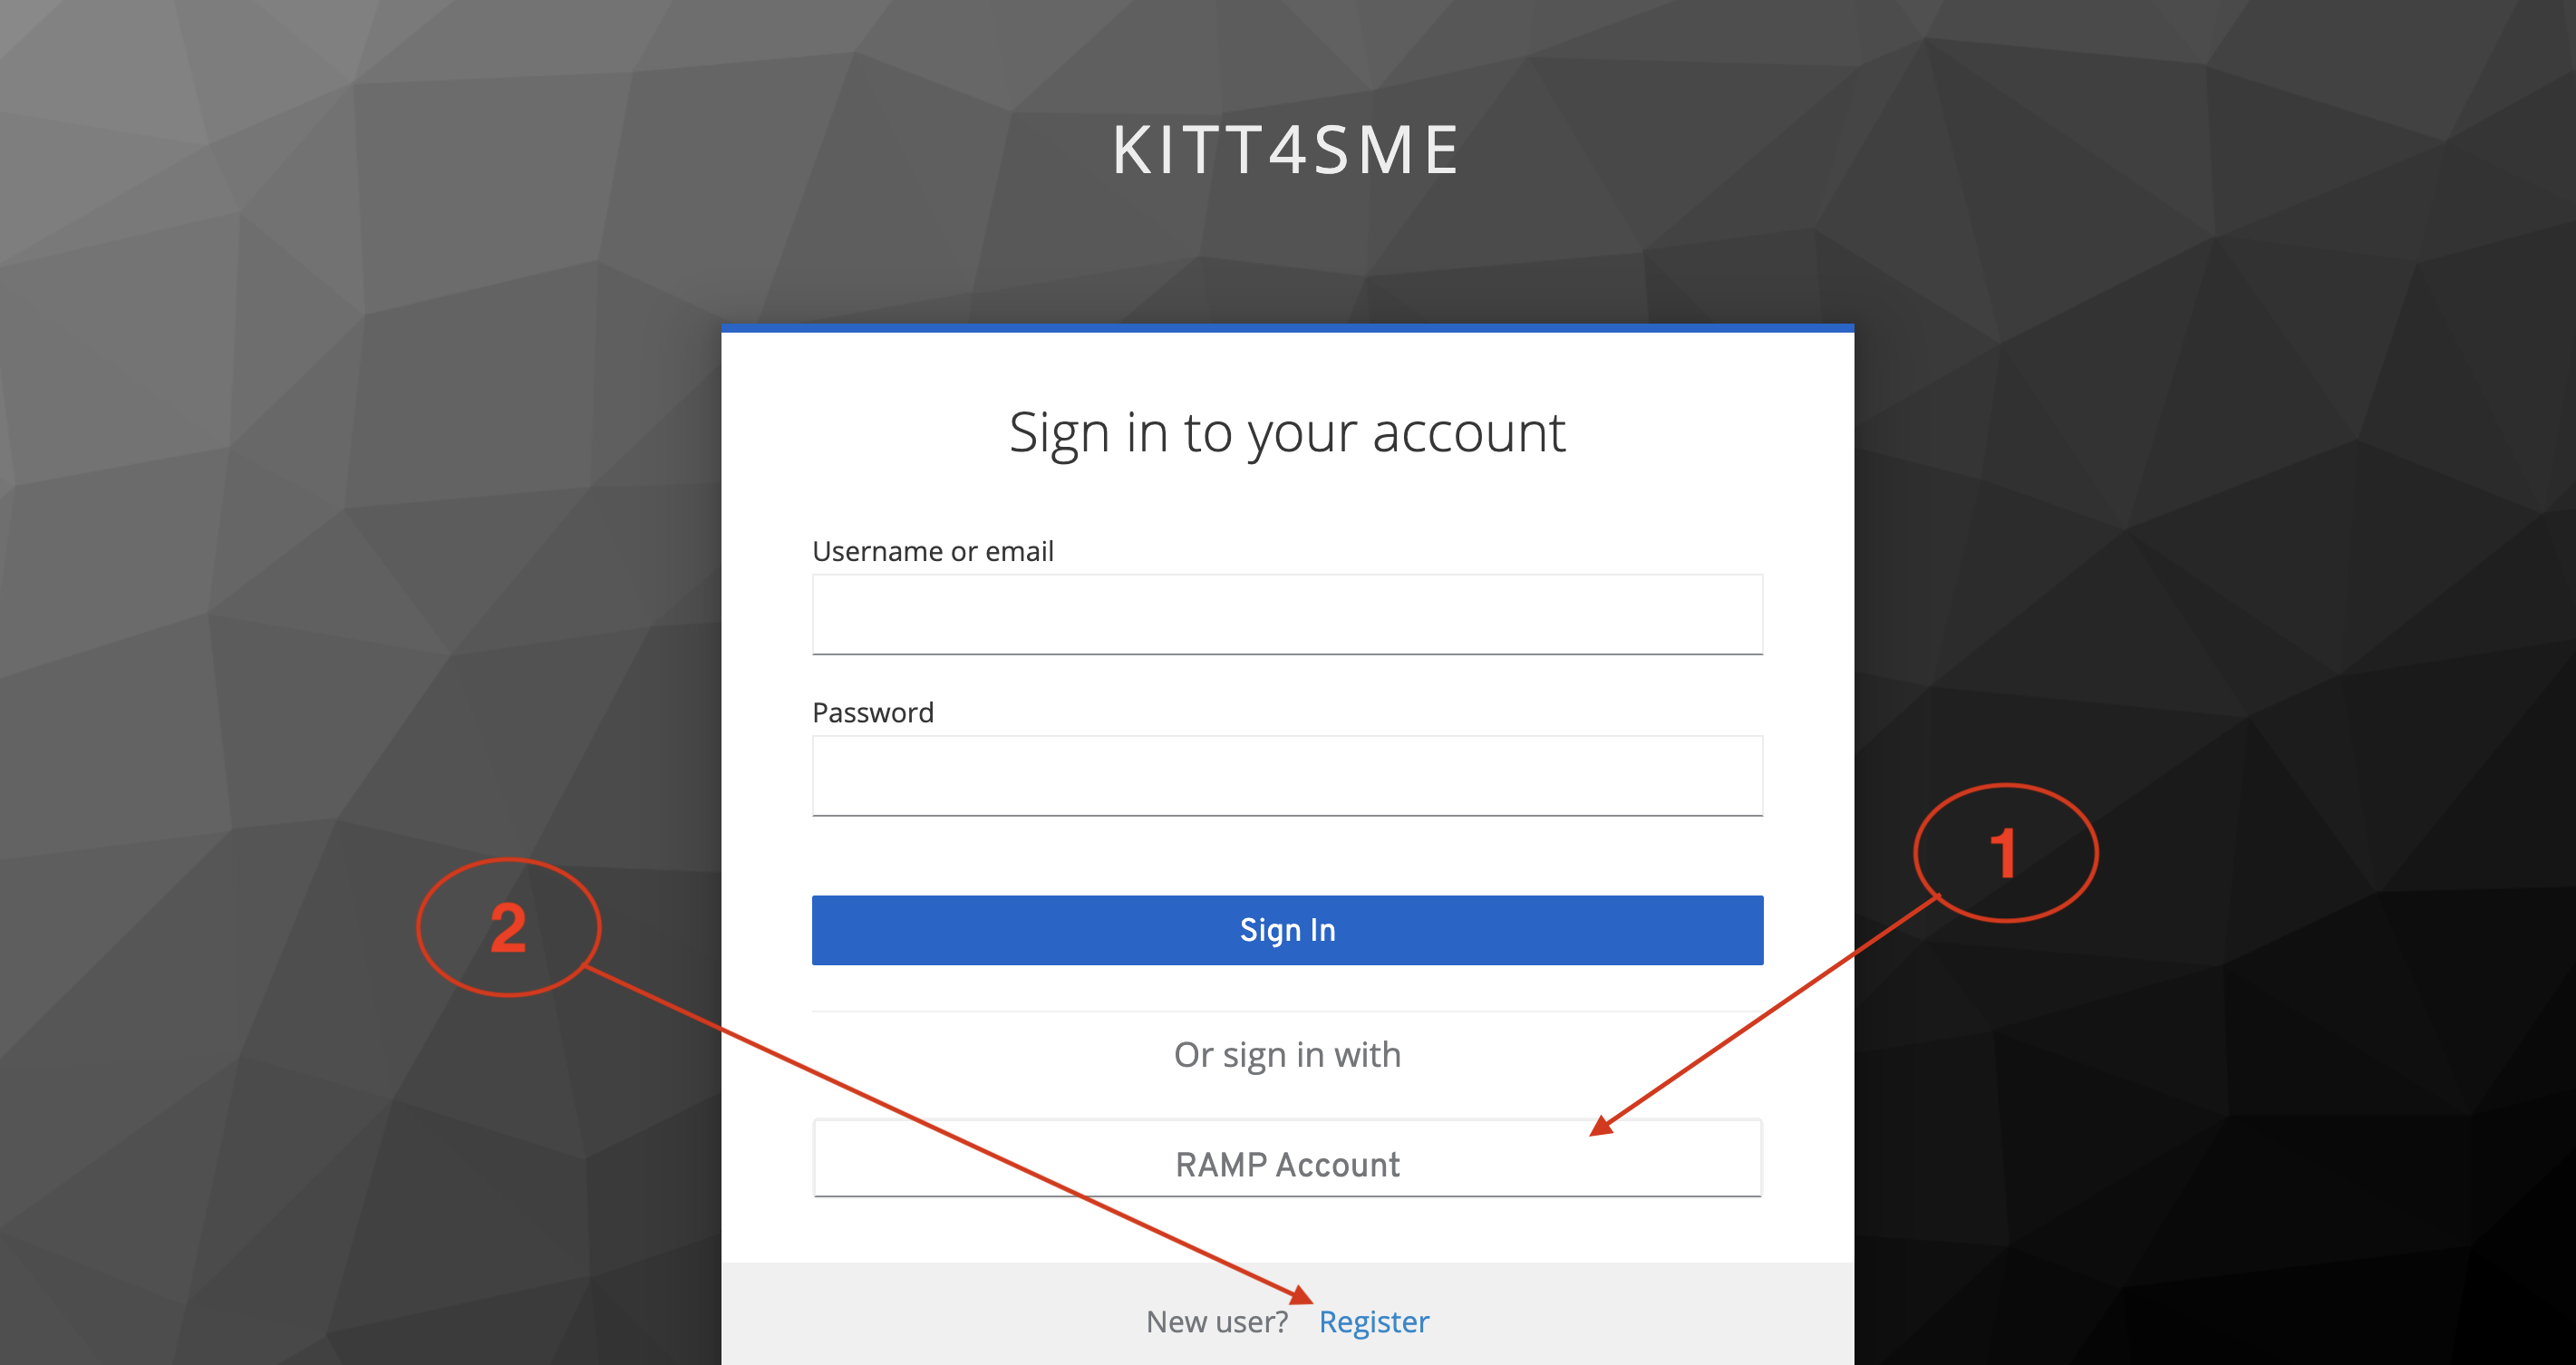 KITT4SME
Sign in to your account
Username or email
Password
1
2
Sign In
Or sign in with
RAMP Account
New user? Register